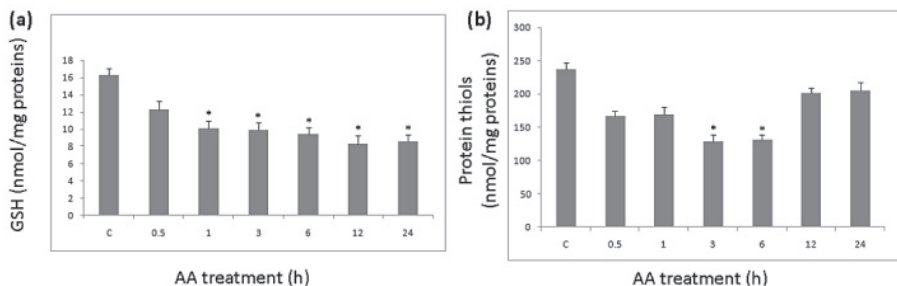 (a)
GSH (nmol/mg proteins)
18
16
14
12
10
8
6
4
2
0
*
*
*
*
*
C 0.5 1 3 6 12 24
AA treatment (h)
(b)
Protein thiols
(nmol/mg proteins)
300
250
200
150
100
50
0
*
*
C 0.5 1 3 6 12 24
AA treatment (h)